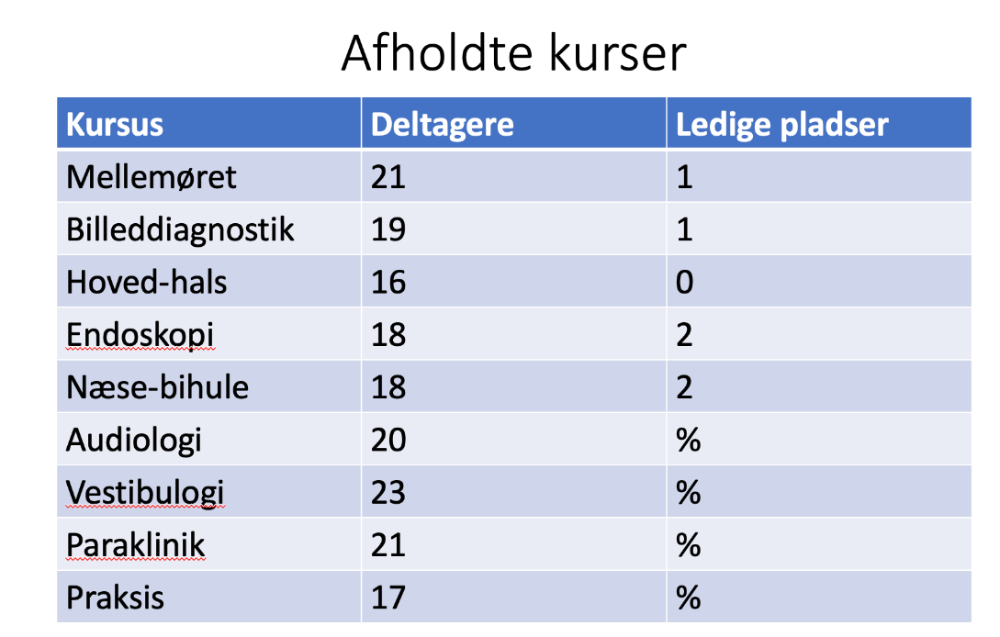 Afholdte kurser
Kursus Deltagere Ledige pladser
Mellemøret 21 1
Billeddiagnostik 19 1
Hoved-hals 16 0
Endoskopi 18 2
Næse-bihule 18 2
Audiologi 20 %
Vestibulogi 23 %
Paraklinik 21 %
Praksis 17 %